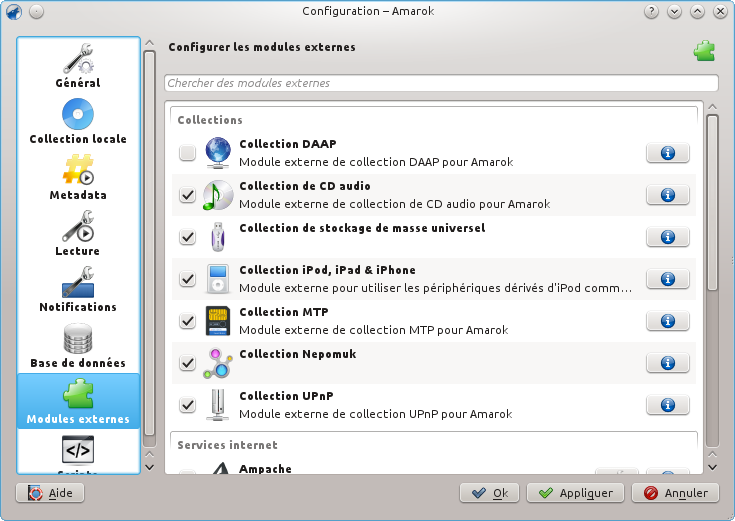 Configuration – Amarok
Général
Collection locale
Metadata
Lecture
Notifications
Base de données
Modules externes
Configurer les modules externes
Chercher des modules externes
Collections
Collection DAAP
Module externe de collection DAAP pour Amarok
Collection de CD audio
Module externe de collection de CD audio pour Amarok
Collection de stockage de masse universel
Collection iPod, iPad & iPhone
Module externe pour utiliser les périphériques dérivés d'iPod comm...
Collection MTP
Module externe de collection MTP pour Amarok
Collection Nepomuk
Collection UPnP
Module externe de collection UPnP pour Amarok
Services internet
Ampache
Aide
Ok
Appliquer
Annuler